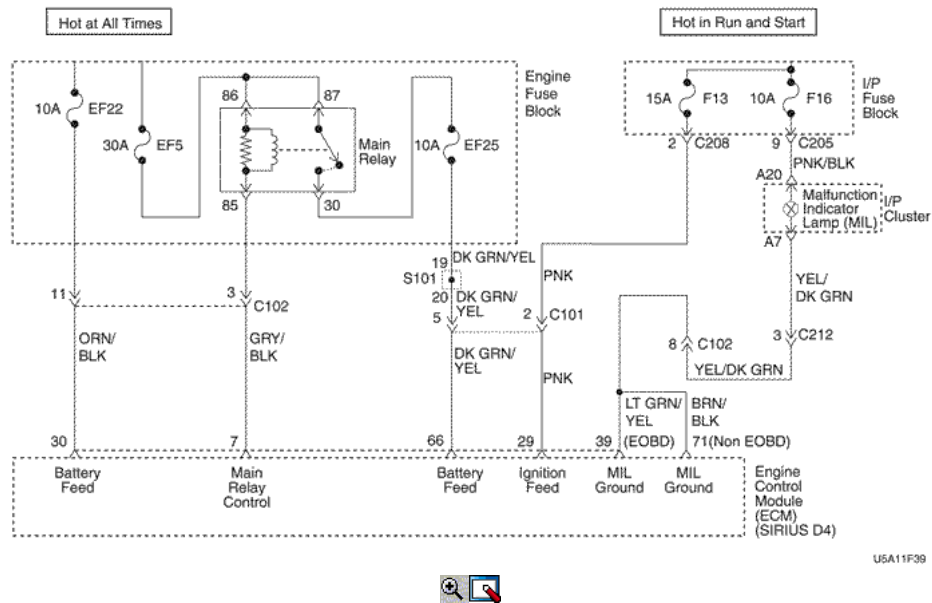 Hot at All Times
Hot in Run and Start
Engine
Fuse
Block
I/P
Fuse
Block
10A EF22
30A EF5
86
87
Main
Relay
10A EF25
15A F13
10A F16
85
30
2 C208
9 C205
PNK/BLK
A20
Malfunction
Indicator
Lamp (MIL)
I/P
Cluster
A7
19 DK GRN/YEL
S101
20 DK GRN/
YEL
PNK
YEL/
DK GRN
11
3
C102
5
2 C101
8 C102
3 C212
ORN/
BLK
GRY/
BLK
DK GRN/
YEL
PNK
YEL/DK GRN
LT GRN/
YEL
BRN/
BLK
30
7
66
29
39 (EOBD)
71(Non EOBD)
Battery
Feed
Main
Relay
Control
Battery
Feed
Ignition
Feed
MIL
Ground
MIL
Ground
Engine
Control
Module
(ECM)
(SIRIUS D4)
U5A11F39